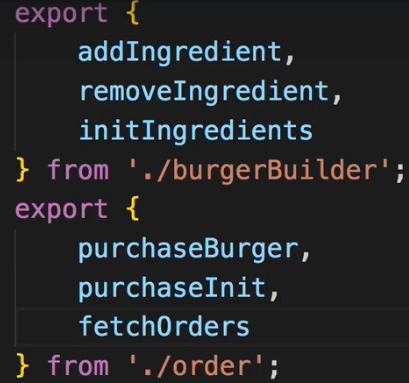 export {
    addIngredient,
    removeIngredient,
    initIngredients
} from './burgerBuilder';
export {
    purchaseBurger,
    purchaseInit,
    fetchOrders
} from './order';